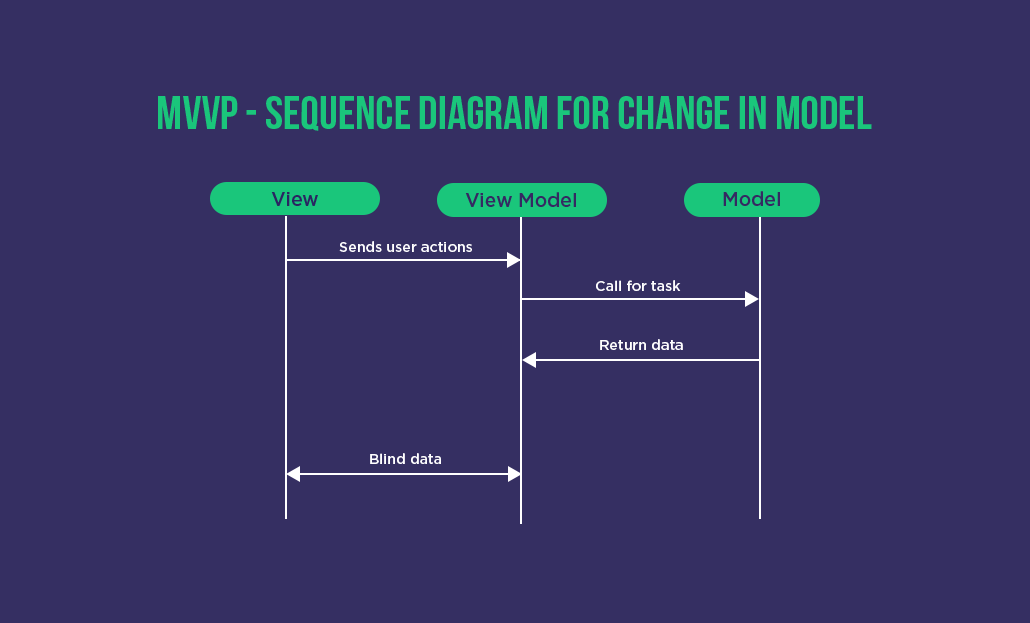 MVVP - SEQUENCE DIAGRAM FOR CHANGE IN MODEL
View
View Model
Model
Sends user actions
Call for task
Return data
Blind data